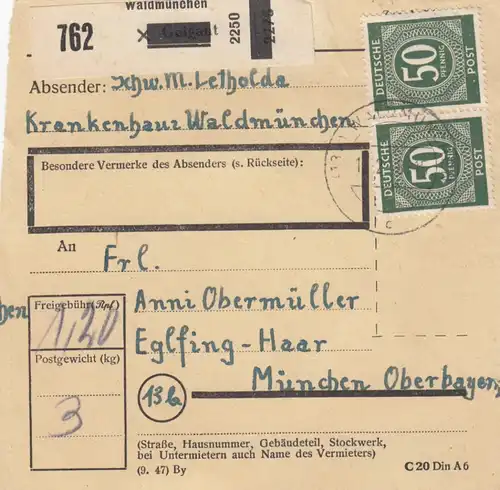 Waldmünchen
762
2250
Absender: Schw. M. Letholda
Krankenhaus Waldmünchen
Besondere Vermerke des Absenders (s. Rückseite):
An
Frl.
Anni Obermüller
Eglfing-Haar
München Oberbayern
13b
Freigebühr (Rpf.)
1,20
Postgewicht (kg)
3
(Straße, Hausnummer, Gebäudeteil, Stockwerk,
bei Untermietern auch Name des Vermieters)
(9. 47) By
C 20 Din A 6
DEUTSCHE
50
PFENNIG
POST
DEUTSCHE
50
PFENNIG
POST